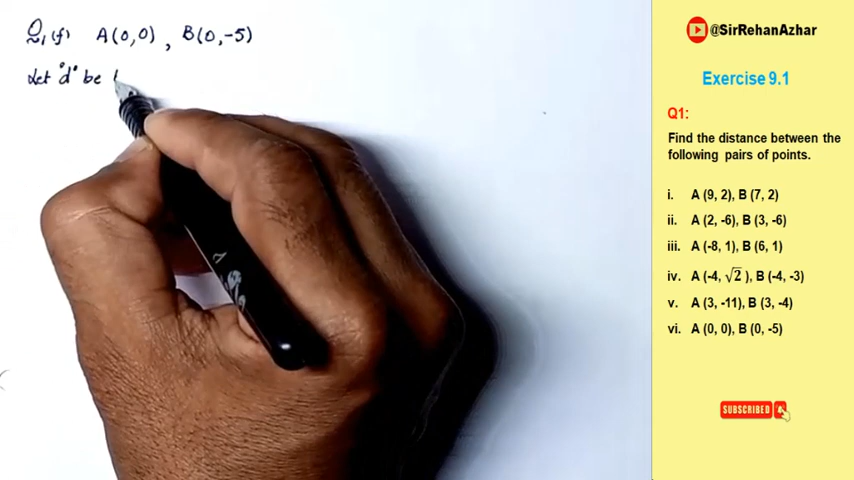 Q1(f) A(0,0) , B(0,-5)
Let "d" be
@SirRehanAzhar
Exercise 9.1
Q1:
Find the distance between the
following pairs of points.
i. A (9, 2), B (7, 2)
ii. A (2, -6), B (3, -6)
iii. A (-8, 1), B (6, 1)
iv. A (-4, √2 ), B (-4, -3)
v. A (3, -11), B (3, -4)
vi. A (0, 0), B (0, -5)
SUBSCRIBED